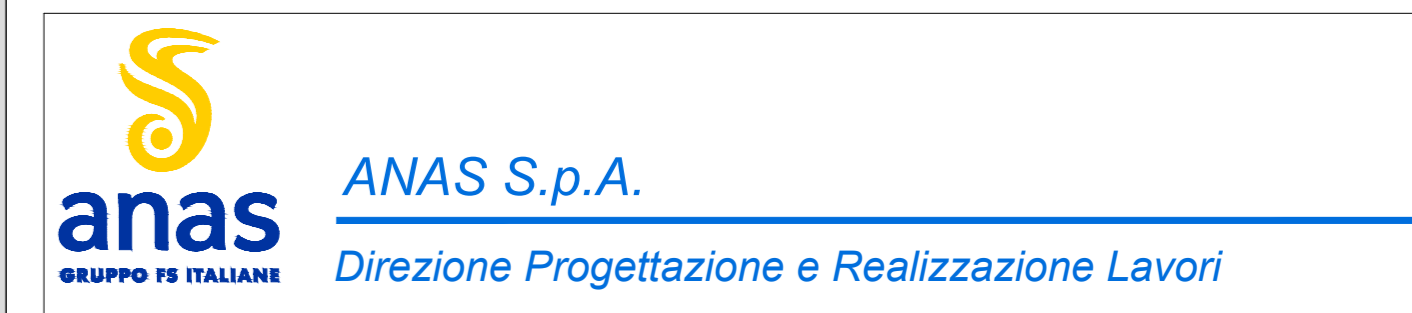 anas
GRUPPO FS ITALIANE
ANAS S.p.A.
Direzione Progettazione e Realizzazione Lavori